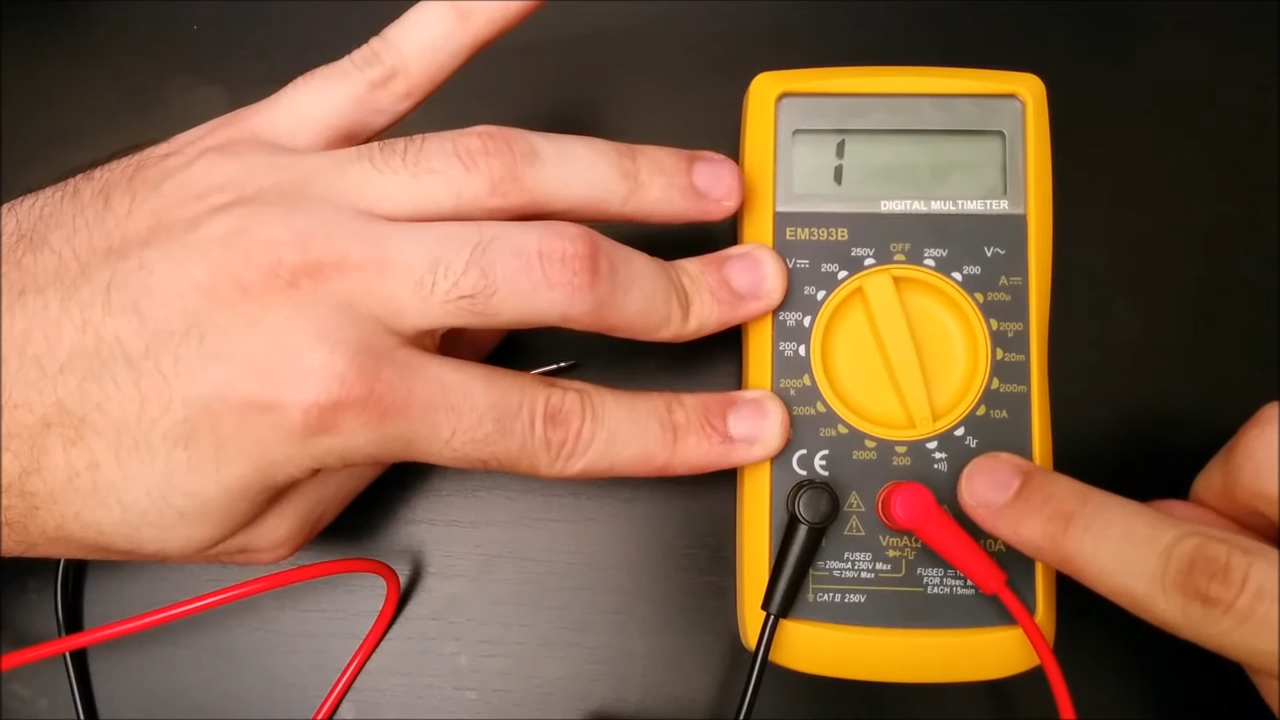 1
DIGITAL MULTIMETER
EM393B
OFF
250V
250V
V⎓
V~
200
200
A⎓
20
200µ
2000
m
2000
µ
200
m
20m
2000
k
200m
200k
10A
20k
2000
200
CE
VmAΩ
10A
FUSED
⎓200mA 250V Max
≂250V Max
FUSED ⎓
FOR 10sec
EACH 15min
CAT II 250V